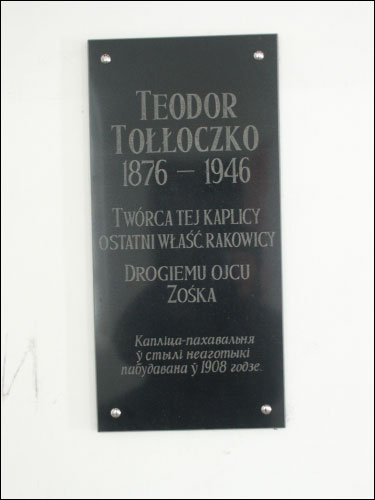 TEODOR
TOŁŁOCZKO
1876 – 1946
TWÓRCA TEJ KAPLICY
OSTATNI WŁAŚĆ. RAKOWICY
DROGIEMU OJCU
ZOŚKA
Капліца-пахавальня
ў стылі неаготыкі
пабудавана ў 1908 годзе.